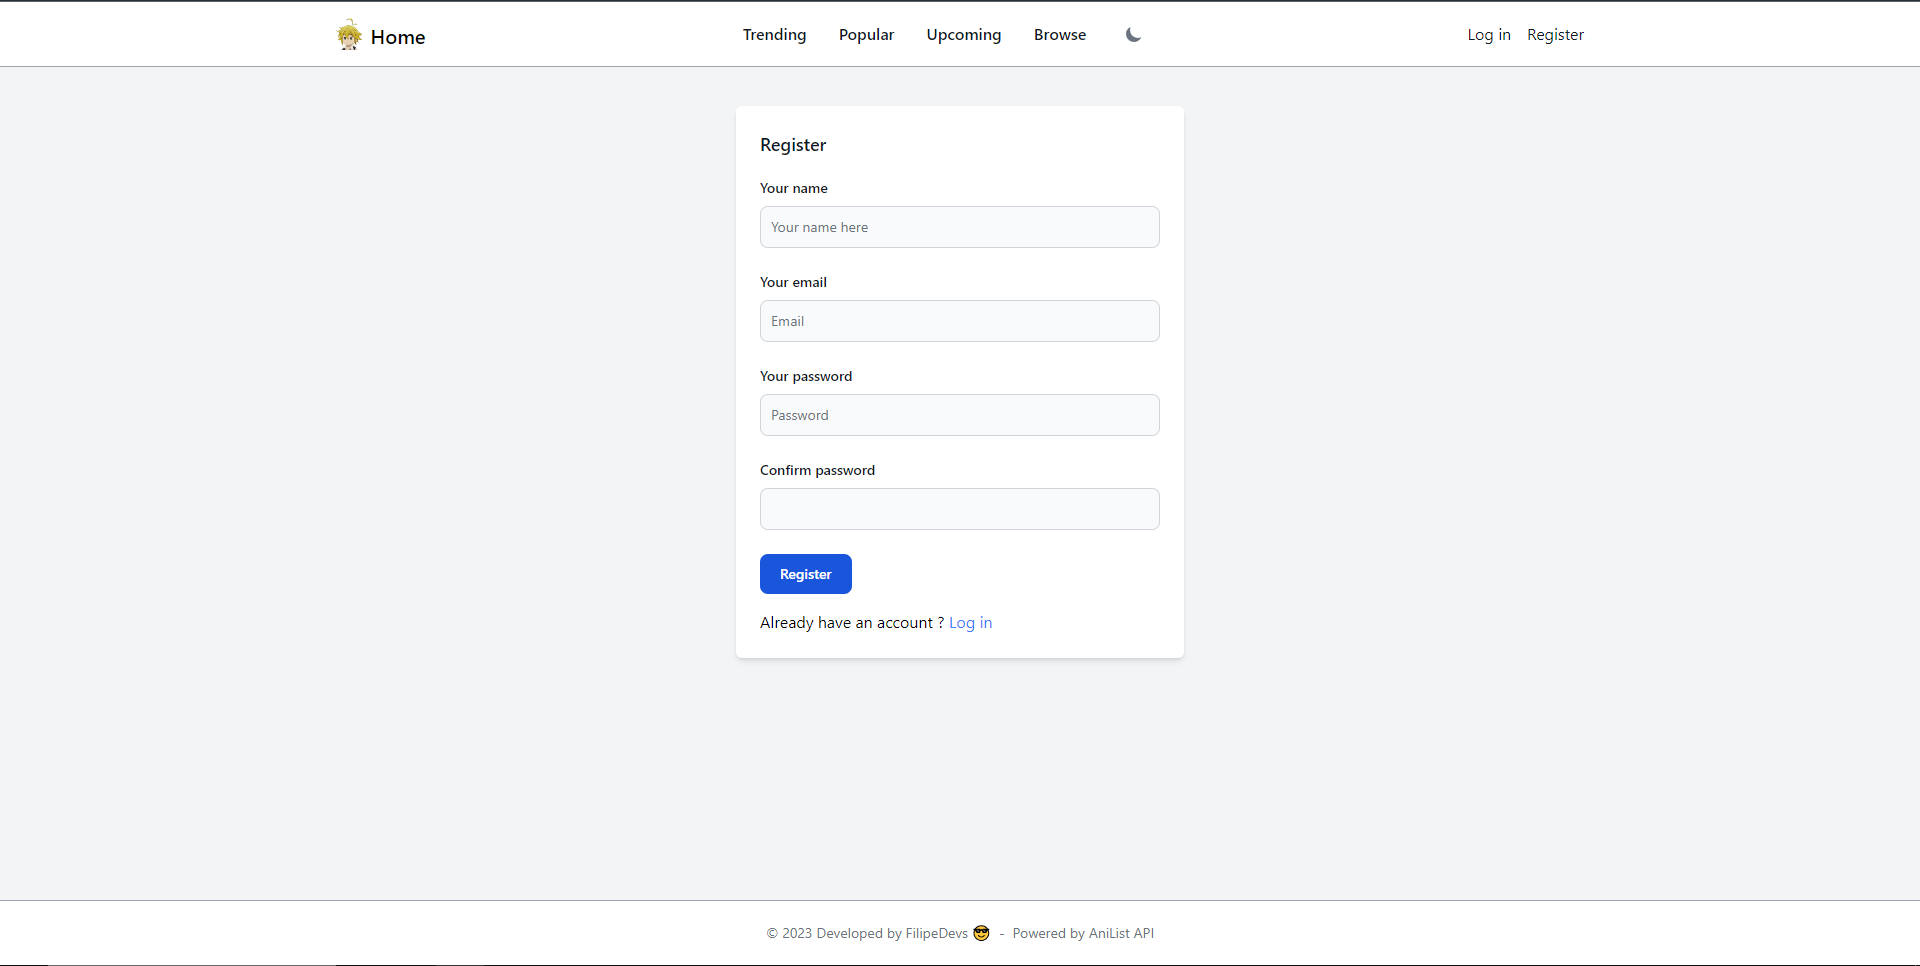 Home
Trending Popular Upcoming Browse
Log in Register
Register
Your name
Your name here
Your email
Email
Your password
Password
Confirm password
Register
Already have an account ? Log in
© 2023 Developed by FilipeDevs 😎 - Powered by AniList API